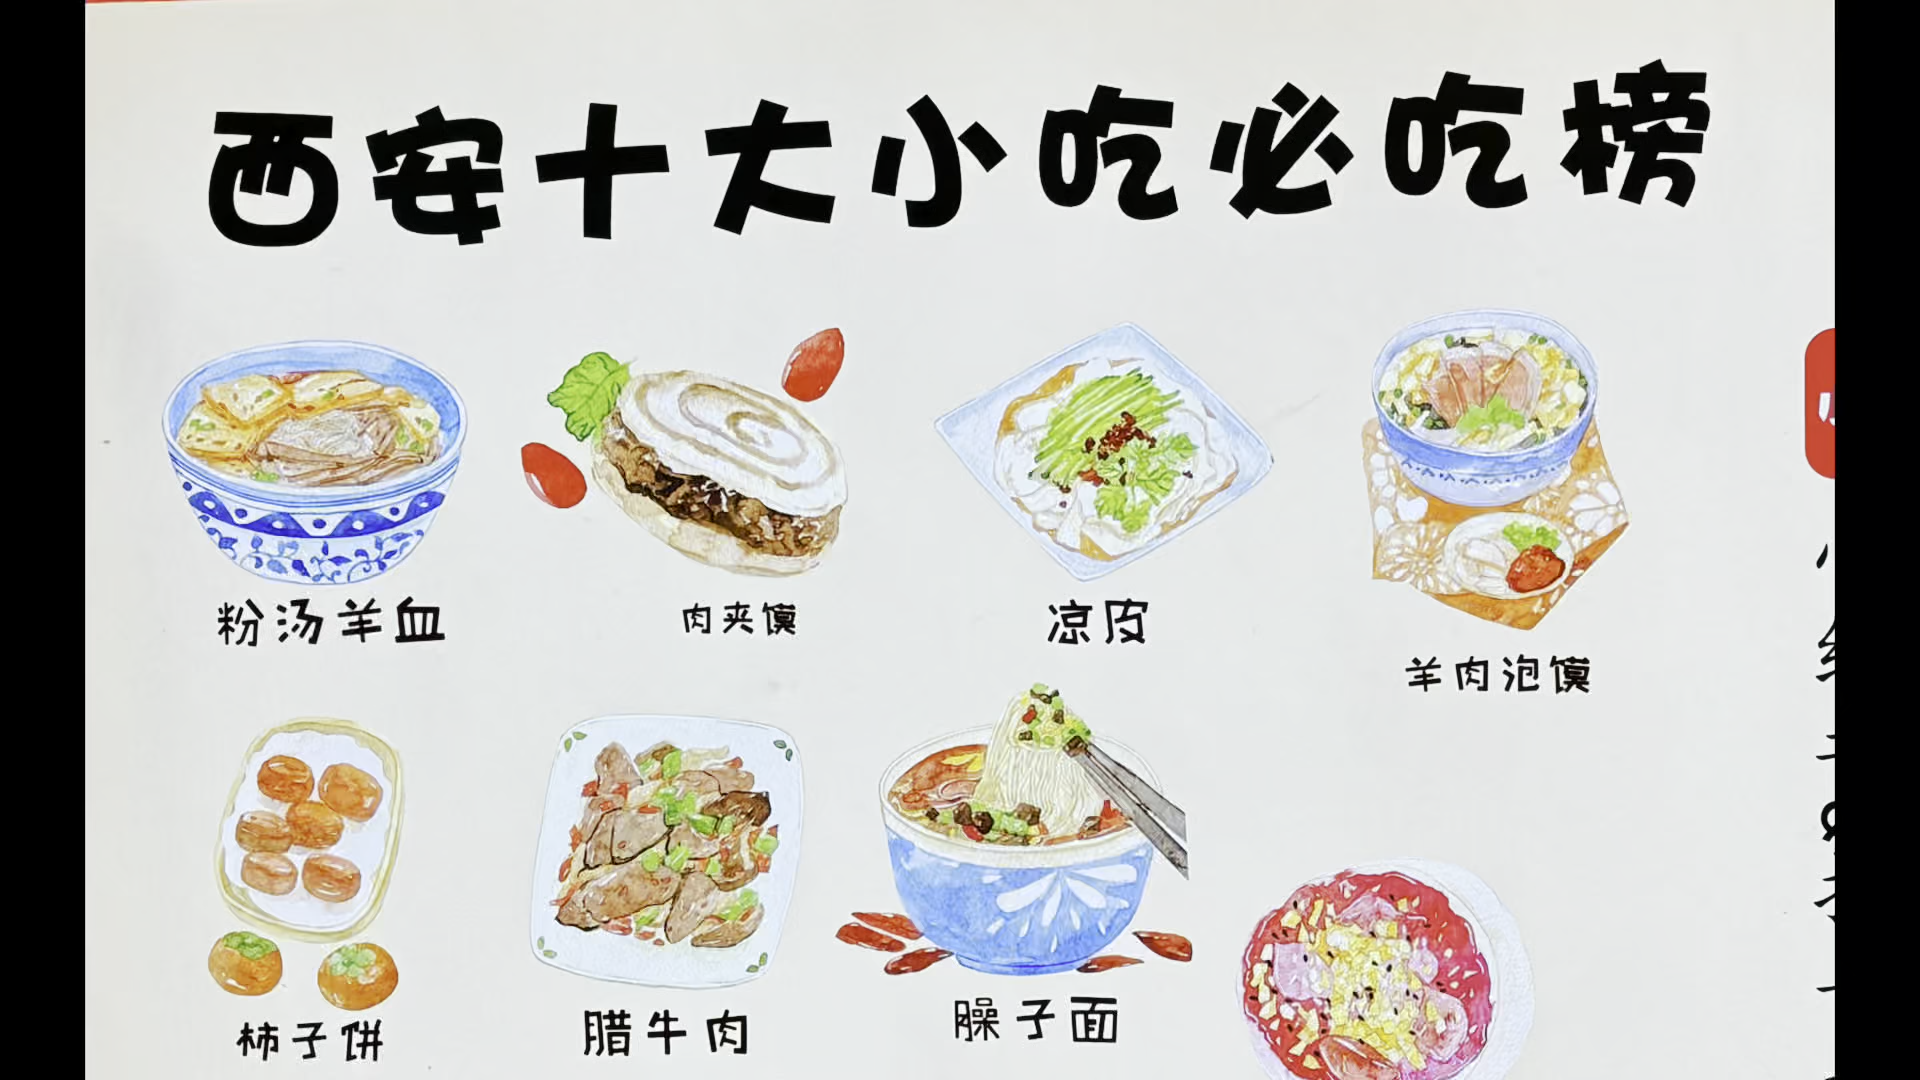 西安十大小吃必吃榜
粉汤羊血
肉夹馍
凉皮
羊肉泡馍
柿子饼
腊牛肉
臊子面